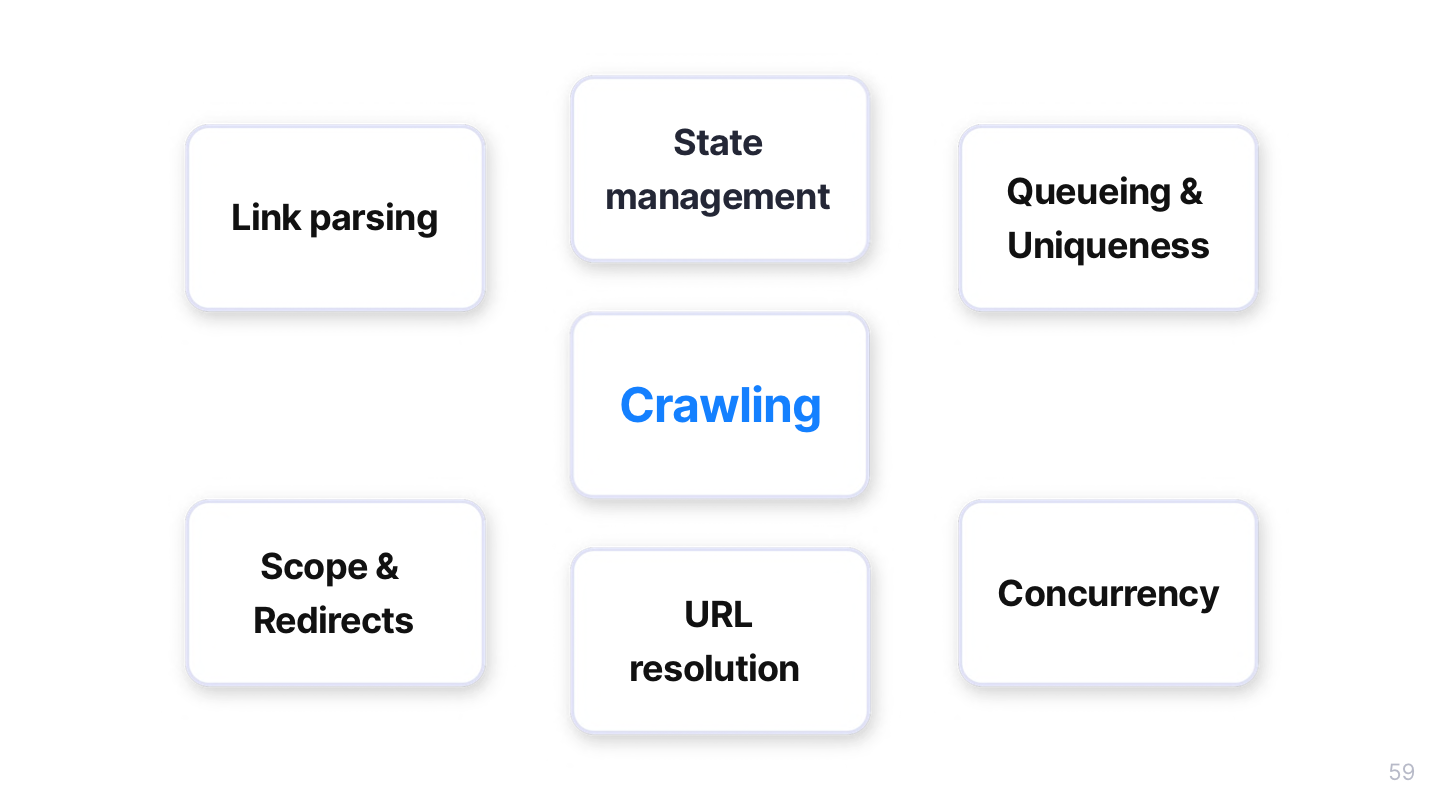 Link parsing
State
management
Queueing &
Uniqueness
Crawling
Scope &
Redirects
URL
resolution
Concurrency
59